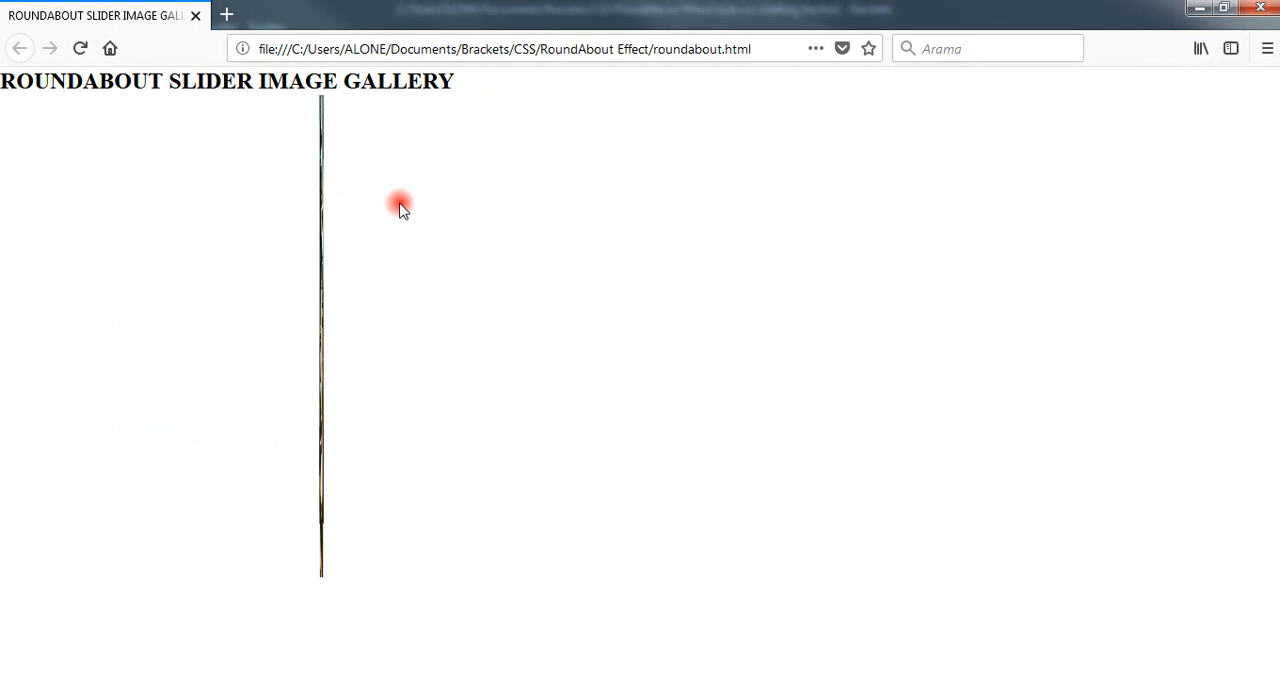 ROUNDABOUT SLIDER IMAGE GALL
file:///C:/Users/ALONE/Documents/Brackets/CSS/RoundAbout Effect/roundabout.html
Arama
ROUNDABOUT SLIDER IMAGE GALLERY